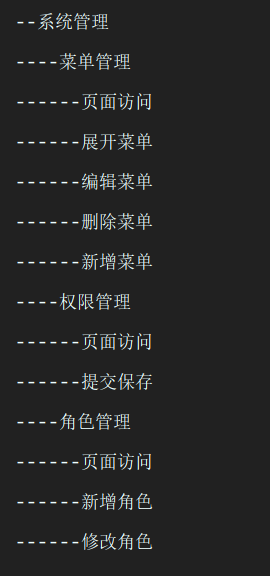 --系统管理
----菜单管理
------页面访问
------展开菜单
------编辑菜单
------删除菜单
------新增菜单
----权限管理
------页面访问
------提交保存
----角色管理
------页面访问
------新增角色
------修改角色